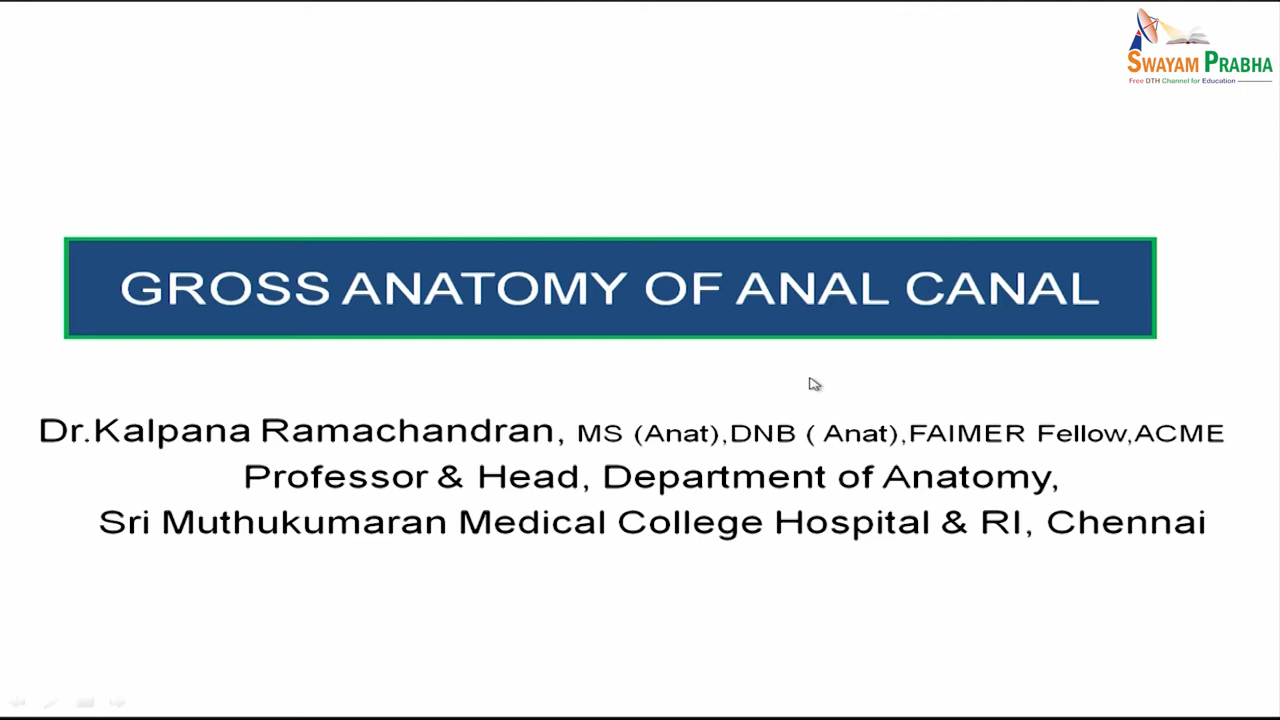 SWAYAM PRABHA
Free DTH Channel for Education
GROSS ANATOMY OF ANAL CANAL
Dr.Kalpana Ramachandran, MS (Anat),DNB ( Anat),FAIMER Fellow,ACME
Professor & Head, Department of Anatomy,
Sri Muthukumaran Medical College Hospital & RI, Chennai